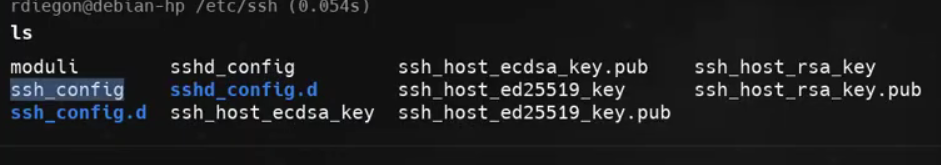 rdiegon@debian-hp /etc/ssh (0.054s)
ls
moduli sshd_config ssh_host_ecdsa_key.pub ssh_host_rsa_key
ssh_config sshd_config.d ssh_host_ed25519_key ssh_host_rsa_key.pub
ssh_config.d ssh_host_ecdsa_key ssh_host_ed25519_key.pub